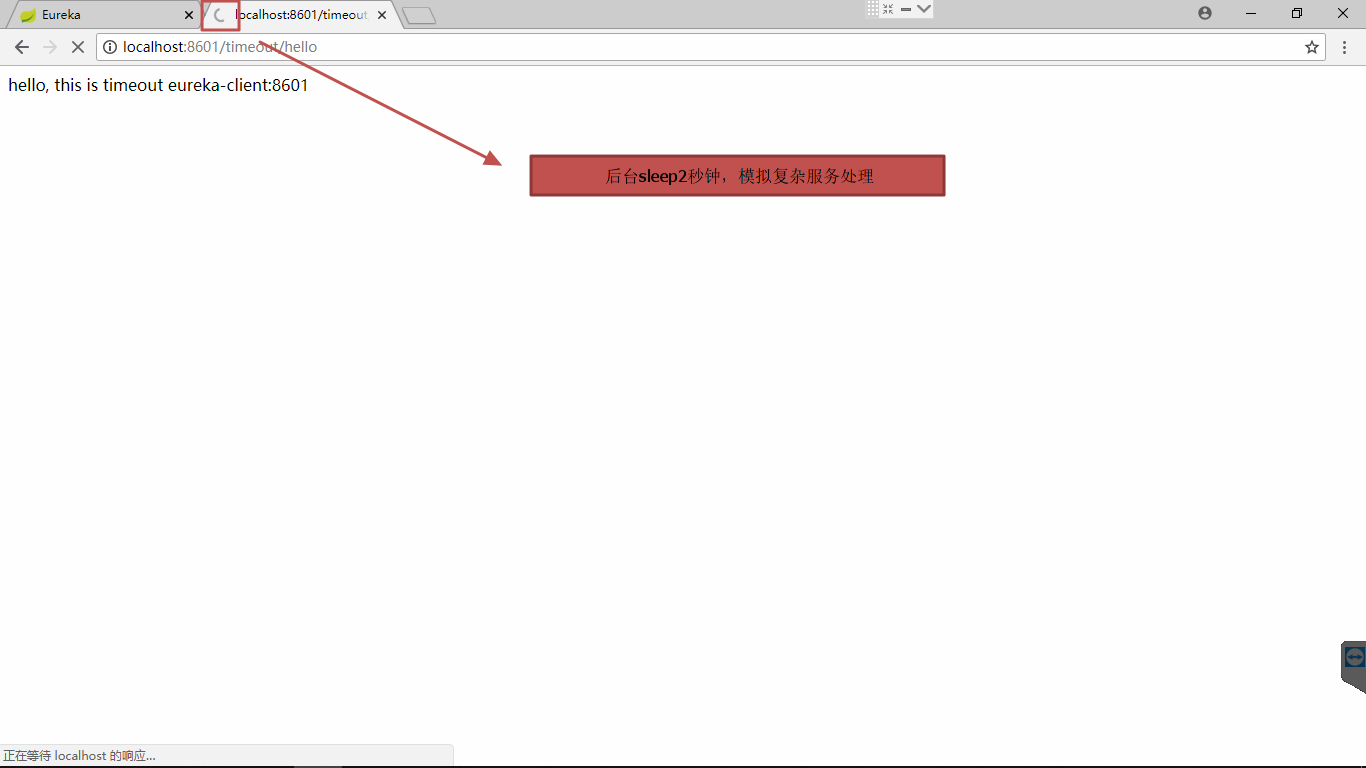 Eureka
localhost:8601/timeout
localhost:8601/timeout/hello
hello, this is timeout eureka-client:8601
后台sleep2秒钟，模拟复杂服务处理
正在等待 localhost 的响应...